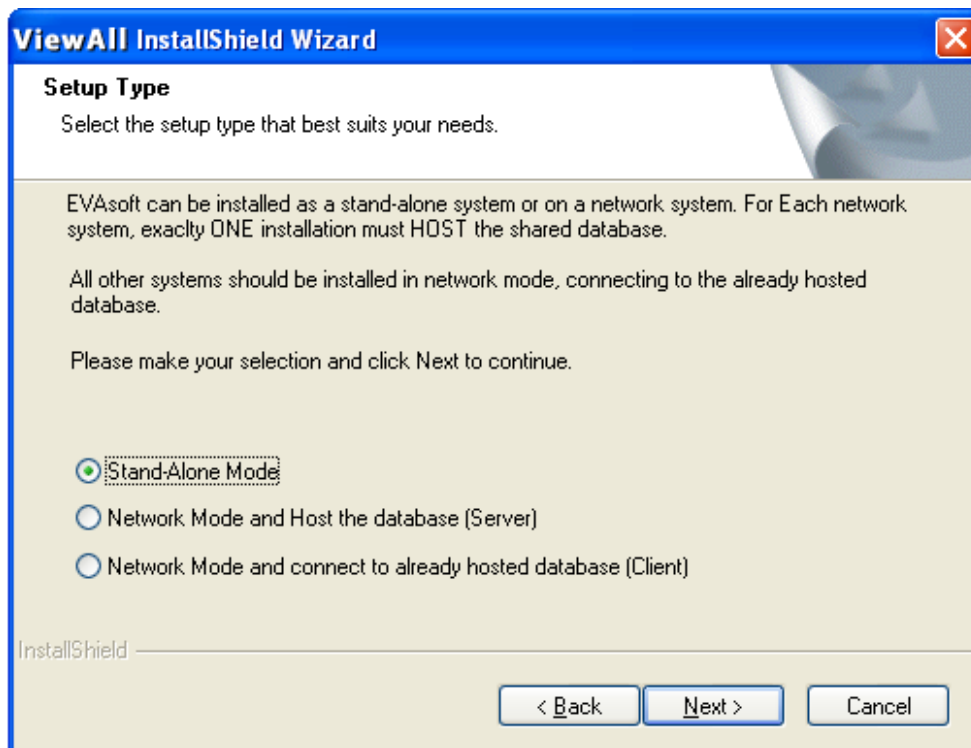 ViewAll InstallShield Wizard
Setup Type
Select the setup type that best suits your needs.
EVAsoft can be installed as a stand-alone system or on a network system. For Each network
system, exaclty ONE installation must HOST the shared database.
All other systems should be installed in network mode, connecting to the already hosted
database.
Please make your selection and click Next to continue.
Stand-Alone Mode
Network Mode and Host the database (Server)
Network Mode and connect to already hosted database (Client)
InstallShield
< Back Next > Cancel